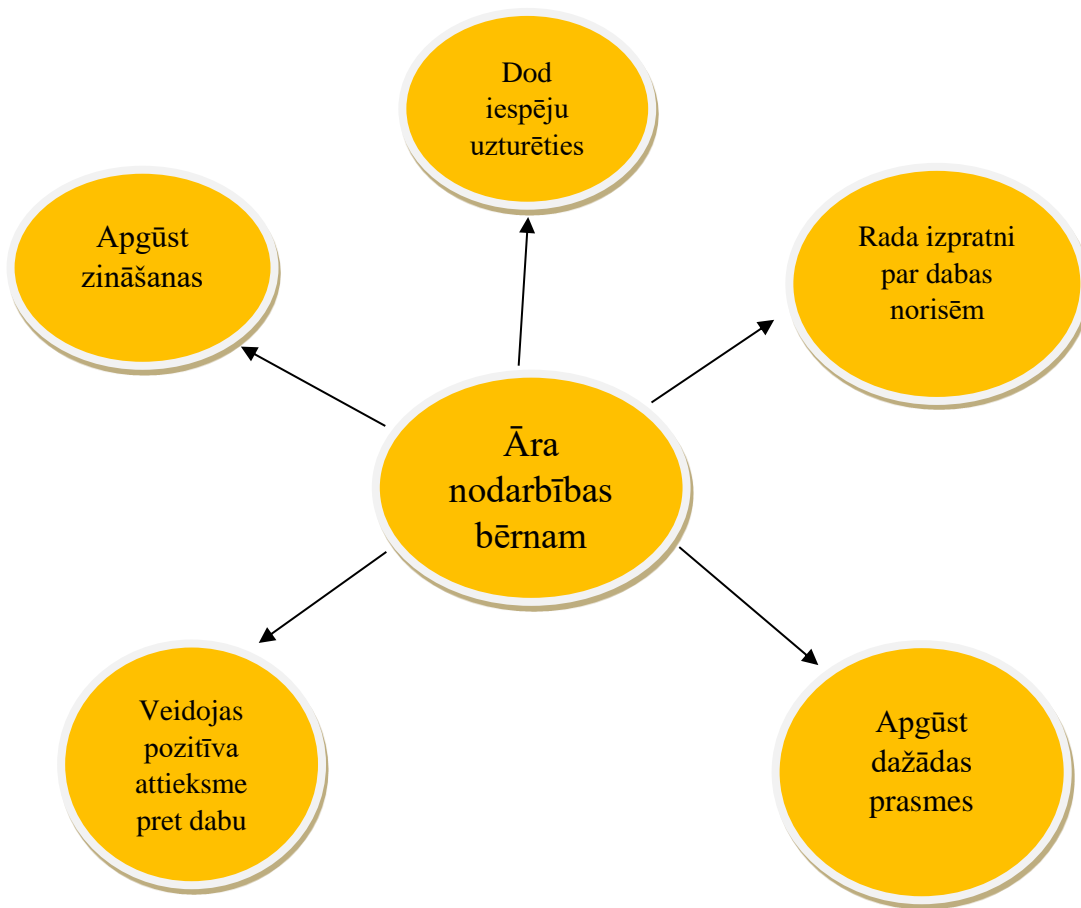 Dod
iespēju
uzturēties
Apgūst
zināšanas
Rada izpratni
par dabas
norisēm
Āra
nodarbības
bērnam
Veidojas
pozitīva
attieksme
pret dabu
Apgūst
dažādas
prasmes